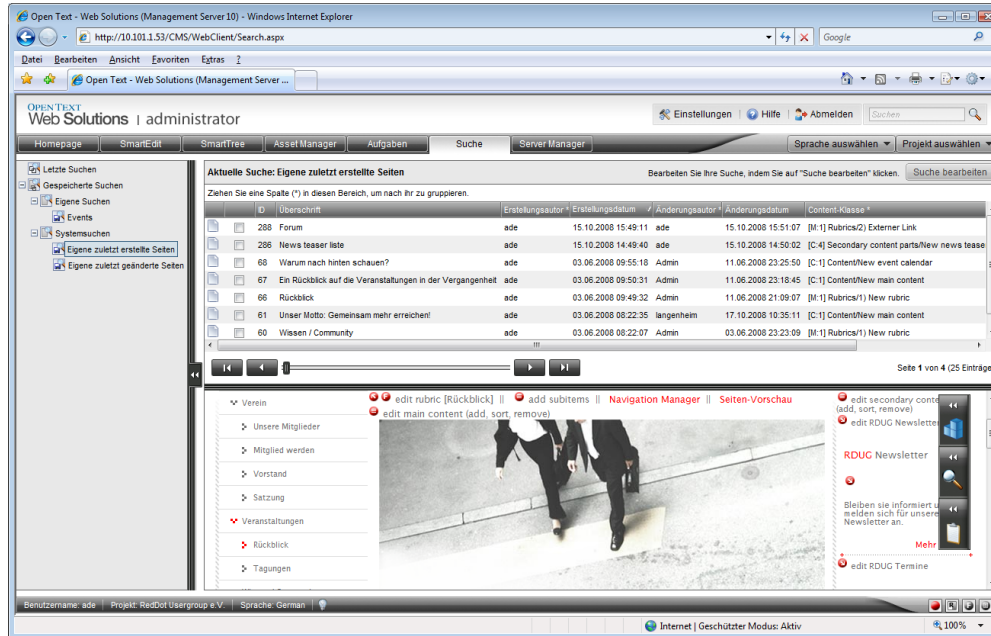 Open Text - Web Solutions (Management Server 10) - Windows Internet Explorer
http://10.101.1.53/CMS/WebClient/Search.aspx
Google
Datei Bearbeiten Ansicht Favoriten Extras ?
Open Text - Web Solutions (Management Server ...
OPEN TEXT
Web Solutions | administrator
Einstellungen | Hilfe | Abmelden Suchen
Homepage SmartEdit SmartTree Asset Manager Aufgaben Suche Server Manager Sprache auswählen Projekt auswählen
Letzte Suchen
Gespeicherte Suchen
Eigene Suchen
Events
Systemsuchen
Eigene zuletzt erstellte Seiten
Eigene zuletzt geänderte Seiten
Aktuelle Suche: Eigene zuletzt erstellte Seiten Bearbeiten Sie Ihre Suche, indem Sie auf "Suche bearbeiten" klicken. Suche bearbeiten
Ziehen Sie eine Spalte (*) in diesen Bereich, um nach ihr zu gruppieren.
ID Überschrift Erstellungsautor * Erstellungsdatum / Änderungsautor * Änderungsdatum Content-Klasse *
288 Forum ade 15.10.2008 15:49:11 ade 15.10.2008 15:51:07 [M:1] Rubrics/2) Externer Link
286 News teaser liste ade 15.10.2008 14:49:40 ade 15.10.2008 14:50:02 [C:4] Secondary content parts/New news tease
68 Warum nach hinten schauen? ade 03.06.2008 09:55:18 Admin 11.06.2008 23:25:50 [C:1] Content/New event calendar
67 Ein Rückblick auf die Veranstaltungen in der Vergangenheit ade 03.06.2008 09:50:31 Admin 11.06.2008 23:18:45 [C:1] Content/New main content
66 Rückblick ade 03.06.2008 09:49:32 Admin 11.06.2008 21:09:07 [M:1] Rubrics/1) New rubric
61 Unser Motto: Gemeinsam mehr erreichen! ade 03.06.2008 08:22:35 langenheim 17.10.2008 10:35:11 [C:1] Content/New main content
60 Wissen / Community ade 03.06.2008 08:22:07 Admin 03.06.2008 23:23:09 [M:1] Rubrics/1) New rubric
Seite 1 von 4 (25 Einträge
Verein
Unsere Mitglieder
Mitglied werden
Vorstand
Satzung
Veranstaltungen
Rückblick
Tagungen
edit rubric [Rückblick] || add subitems || Navigation Manager || Seiten-Vorschau
edit main content (add, sort, remove)
edit secondary conte
(add, sort, remove)
edit RDUG Newsletter
RDUG Newsletter
Bleiben sie informiert u
melden sich für unsere
Newsletter an.
Mehr
edit RDUG Termine
Benutzername: ade | Projekt: RedDot Usergroup e.V. | Sprache: German
Internet | Geschützter Modus: Aktiv 100%